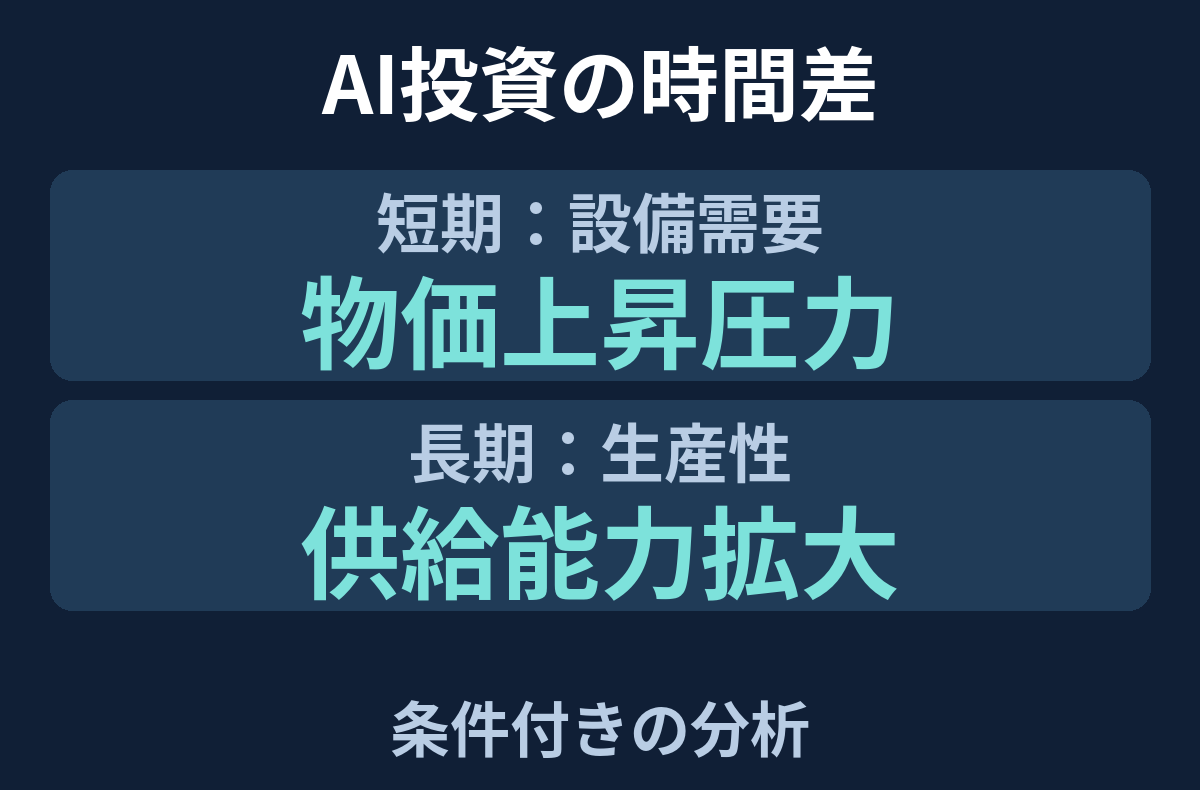 AI投資の時間差
短期：設備需要
物価上昇圧力
長期：生産性
供給能力拡大
条件付きの分析